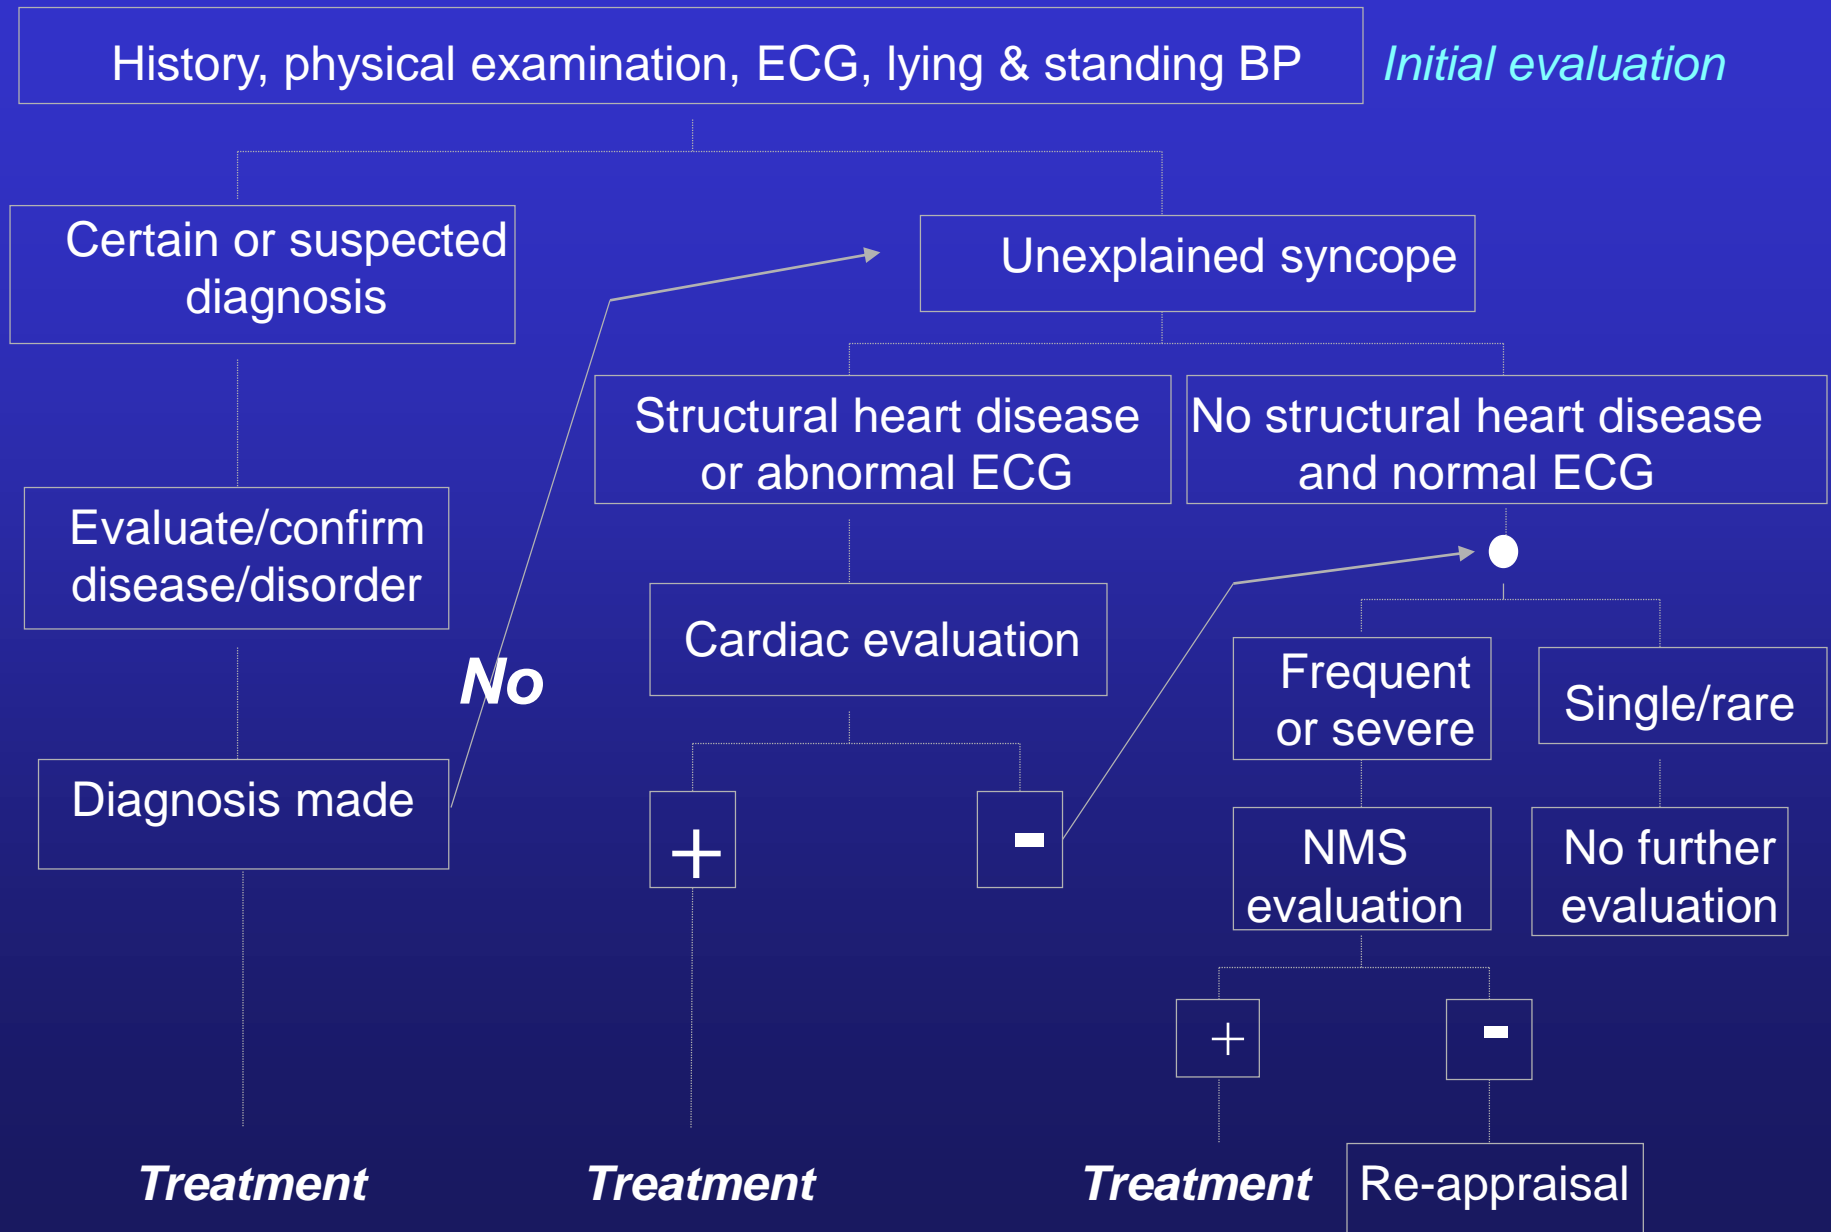 History, physical examination, ECG, lying & standing BP
Initial evaluation
Certain or suspected
diagnosis
Unexplained syncope
Structural heart disease
or abnormal ECG
No structural heart disease
and normal ECG
Evaluate/confirm
disease/disorder
Cardiac evaluation
Frequent
or severe
Single/rare
No
Diagnosis made
+
-
NMS
evaluation
No further
evaluation
+
-
Treatment
Treatment
Treatment
Re-appraisal